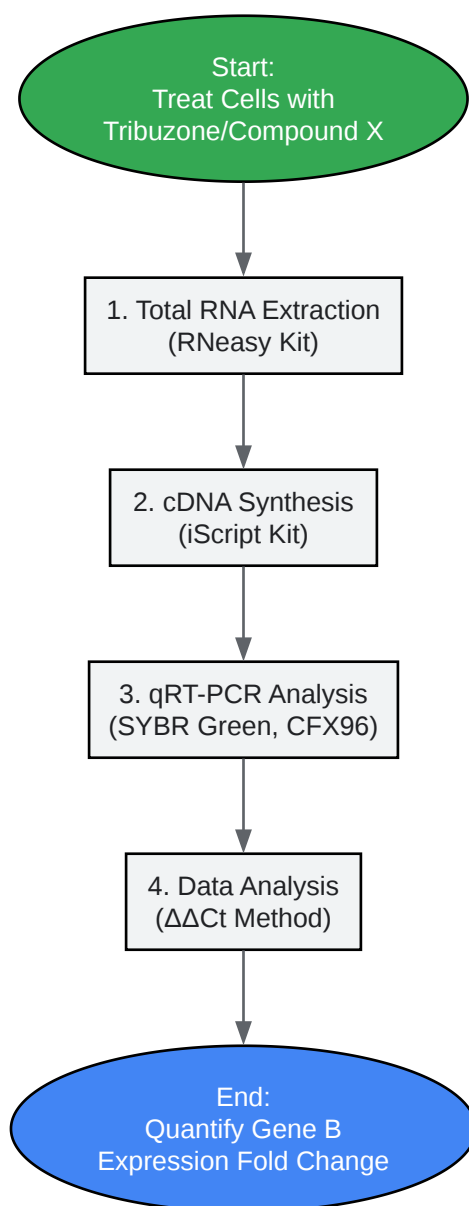 Start:
Treat Cells with
Tribuzone/Compound X
1. Total RNA Extraction
(RNeasy Kit)
2. cDNA Synthesis
(iScript Kit)
3. qRT-PCR Analysis
(SYBR Green, CFX96)
4. Data Analysis
(ΔΔCt Method)
End:
Quantify Gene B
Expression Fold Change